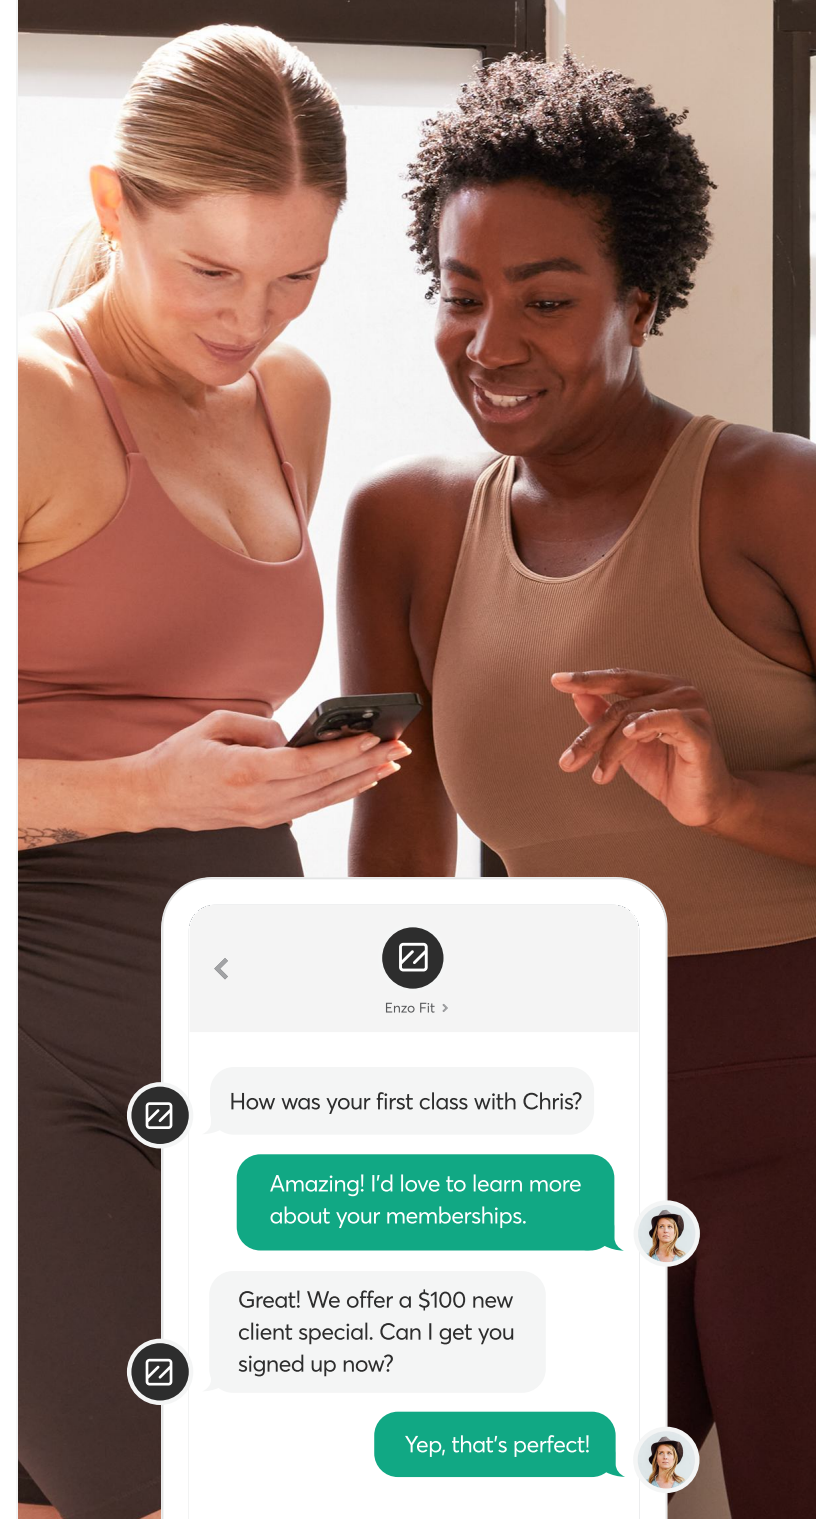 Enzo Fit
How was your first class with Chris?
Amazing! I'd love to learn more
about your memberships.
Great! We offer a $100 new
client special. Can I get you
signed up now?
Yep, that's perfect!